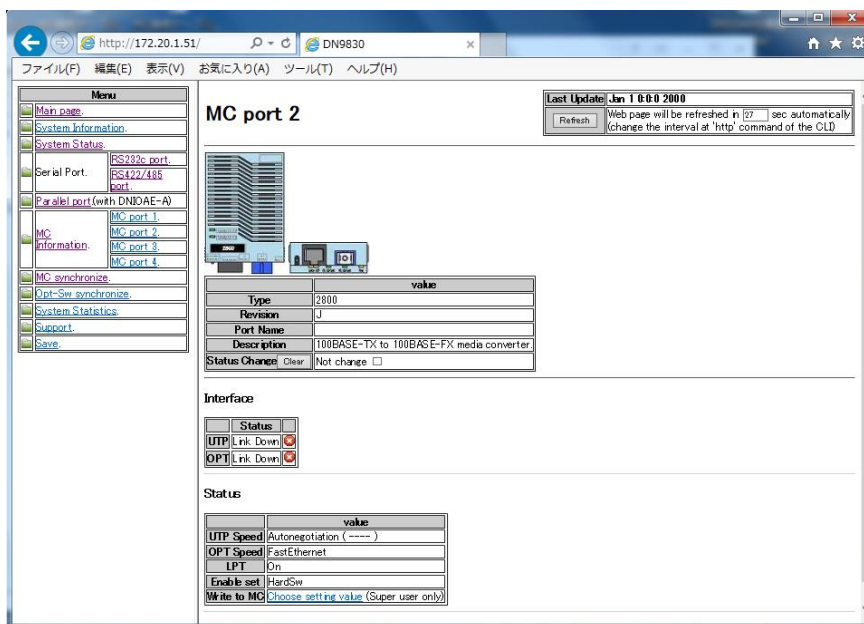 http://172.20.1.51/
DN9830
ファイル(F) 編集(E) 表示(V) お気に入り(A) ツール(T) ヘルプ(H)
Menu
Main page.
System Information.
System Status.
Serial Port.
RS232c port.
RS422/485
port.
Parallel port.(with DNIOAE-A)
MC
Information.
MC port 1.
MC port 2.
MC port 3.
MC port 4.
MC synchronize.
Opt-Sw synchronize.
System Statistics.
Support.
Save.
MC port 2
Last Update Jan 1 0:0:0 2000
Refresh
Web page will be refreshed in 27 sec automatically
(change the interval at 'http' command of the CLI)
value
Type 2800
Revision J
Port Name
Description 100BASE-TX to 100BASE-FX media converter.
Status Change Clear Not change
Interface
Status
UTP Link Down
OPT Link Down
Status
value
UTP Speed Autonegotiation ( ---- )
OPT Speed FastEthernet
LPT On
Enable set HardSw
Write to MC Choose setting value (Super user only)